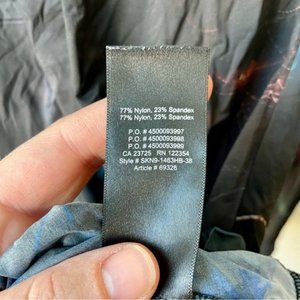 77% Nylon, 23% Spandex
77% Nylon, 23% Spandex
P.O. # 4500093997
P.O. # 4500093998
P.O. # 4500093999
CA 23725 RN 122354
Style # SKN9-1463HB-38
Article # 69328